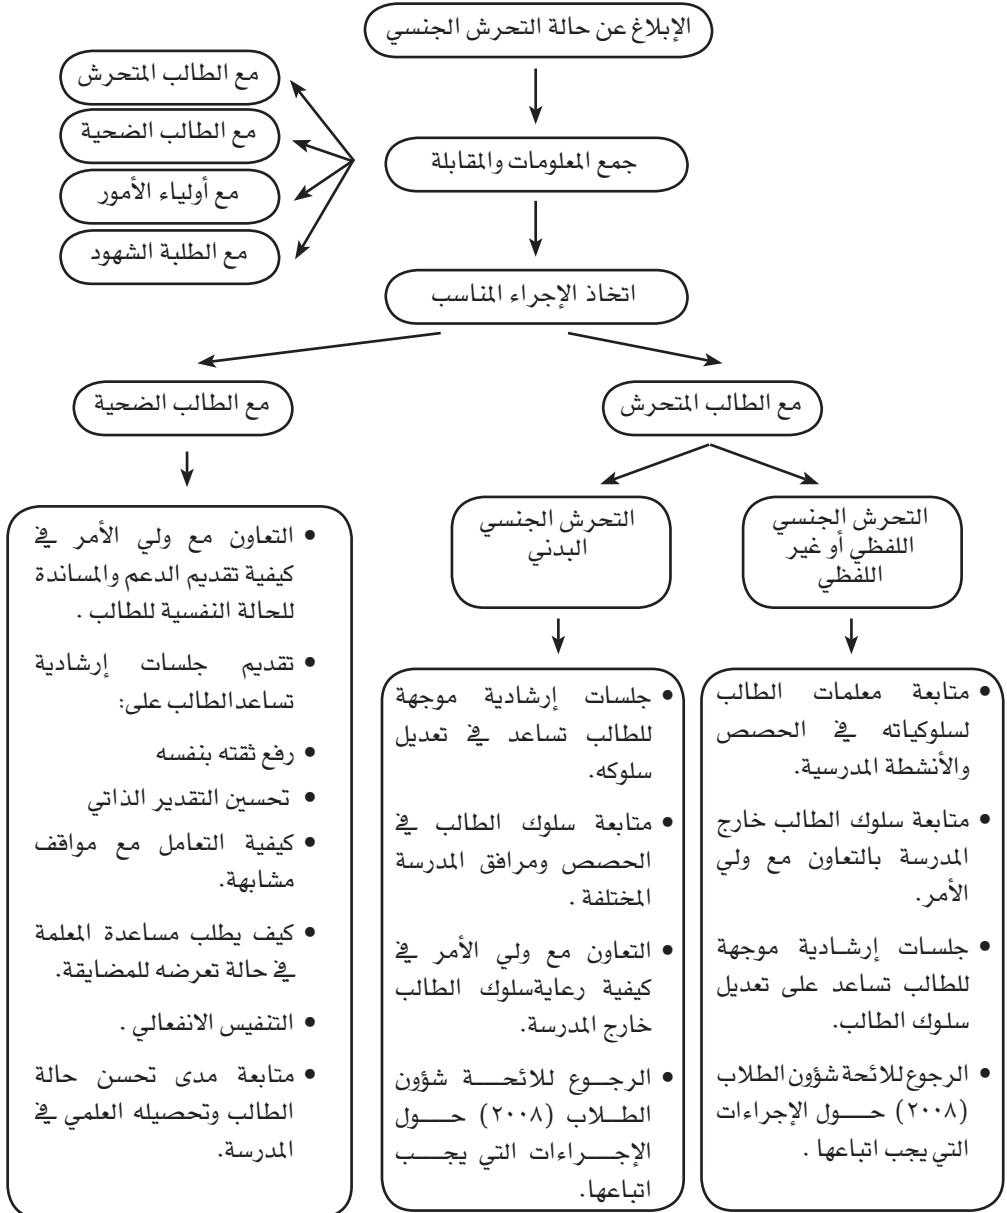 الإبلاغ عن حالة التحرش الجنسي
جمع المعلومات والمقابلة
مع الطالب المتحرش
مع الطالب الضحية
مع أولياء الأمور
مع الطلبة الشهود
اتخاذ الإجراء المناسب
مع الطالب المتحرش
مع الطالب الضحية
التحرش الجنسي
اللفظي أو غير
اللفظي
التحرش الجنسي
البدني
• متابعة معلمات الطالب
لسلوكياته في الحصص
والأنشطة المدرسية.
• متابعة سلوك الطالب خارج
المدرسة بالتعاون مع ولي
الأمر.
• جلسات إرشادية موجهة
للطالب تساعد على تعديل
سلوك الطالب.
• الرجوع للائحة شؤون الطلاب
(٢٠٠٨) حول الإجراءات
التي يجب اتباعها .
• جلسات إرشادية موجهة
للطالب تساعد في تعديل
سلوكه.
• متابعة سلوك الطالب في
الحصص ومرافق المدرسة
المختلفة .
• التعاون مع ولي الأمر في
كيفية رعايةسلوك الطالب
خارج المدرسة.
• الرجوع للائحة شؤون
الطلاب (٢٠٠٨) حول
الإجراءات التي يجب
اتباعها.
• التعاون مع ولي الأمر في
كيفية تقديم الدعم والمساندة
للحالة النفسية للطالب .
• تقديم جلسات إرشادية
تساعدالطالب على:
• رفع ثقته بنفسه
• تحسين التقدير الذاتي
• كيفية التعامل مع مواقف
مشابهة.
• كيف يطلب مساعدة المعلمة
في حالة تعرضه للمضايقة.
• التنفيس الانفعالي .
• متابعة مدى تحسن حالة
الطالب وتحصيله العلمي في
المدرسة.